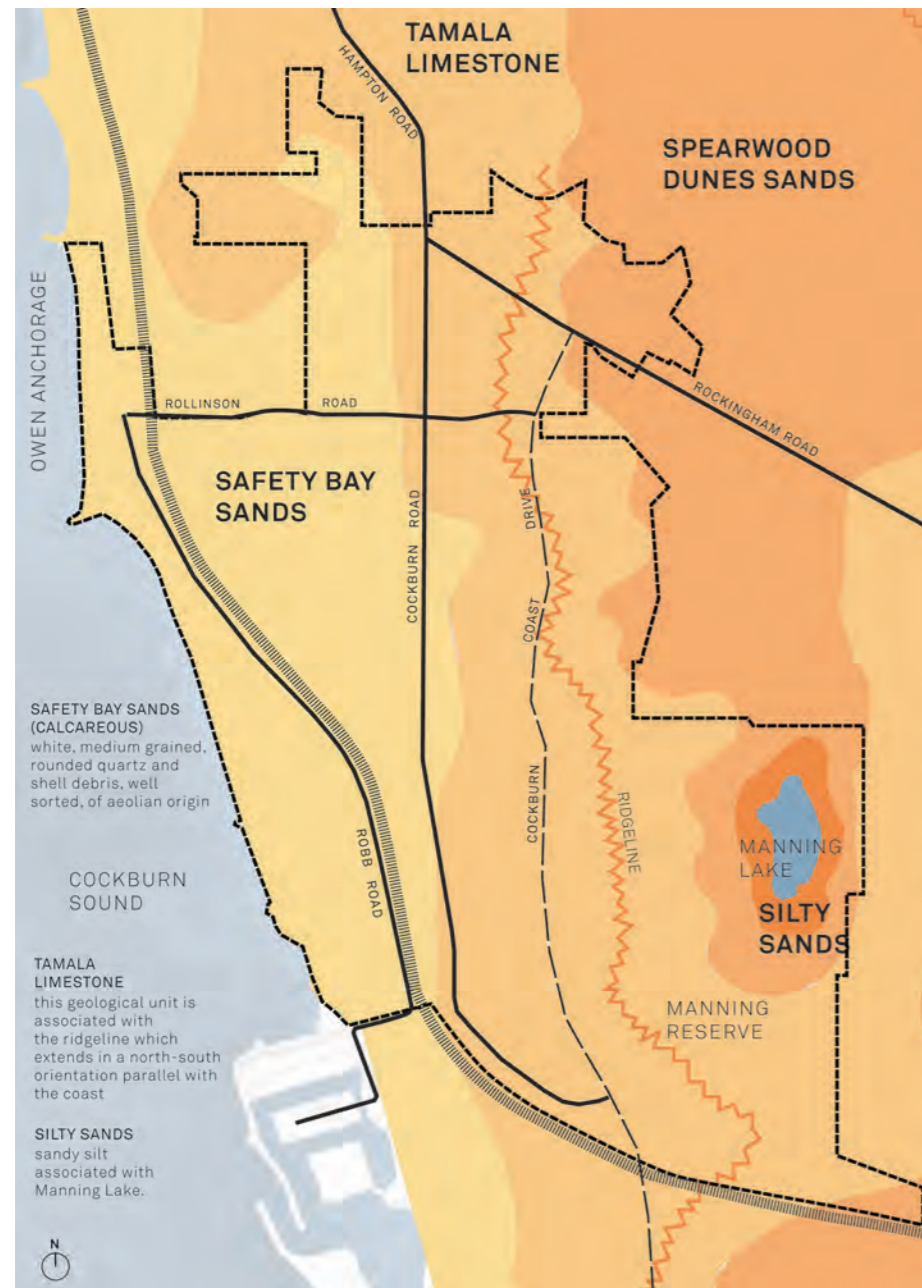 TAMALA
LIMESTONE
HAMPTON ROAD
SPEARWOOD
DUNES SANDS
OWEN ANCHORAGE
ROLLINSON ROAD
ROCKINGHAM ROAD
SAFETY BAY
SANDS
COCKBURN ROAD
COCKBURN COAST DRIVE
SAFETY BAY SANDS
(CALCAREOUS)
white, medium grained,
rounded quartz and
shell debris, well
sorted, of aeolian origin
RIDGELINE
ROBB ROAD
MANNING
LAKE
COCKBURN
SOUND
SILTY
SANDS
TAMALA
LIMESTONE
this geological unit is
associated with
the ridgeline which
extends in a north-south
orientation parallel with
the coast
MANNING
RESERVE
SILTY SANDS
sandy silt
associated with
Manning Lake.
N